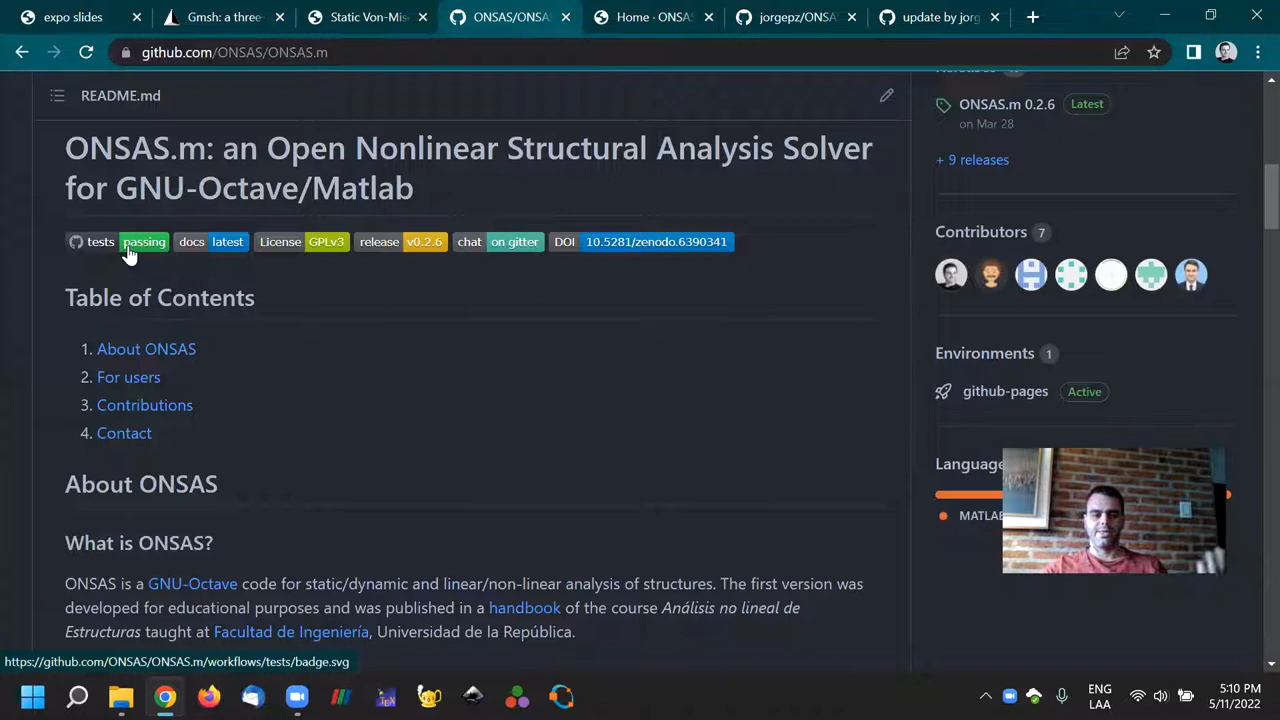 expo slides
Gmsh: a three
Static Von-Mis
ONSAS/ONSA
Home · ONSA
jorgepz/ONSA
update by jorg
github.com/ONSAS/ONSAS.m
README.md
ONSAS.m: an Open Nonlinear Structural Analysis Solver
for GNU-Octave/Matlab
tests passing docs latest License GPLv3 release v0.2.6 chat on gitter DOI 10.5281/zenodo.6390341
Table of Contents
1. About ONSAS
2. For users
3. Contributions
4. Contact
About ONSAS
What is ONSAS?
ONSAS is a GNU-Octave code for static/dynamic and linear/non-linear analysis of structures. The first version was
developed for educational purposes and was published in a handbook of the course Análisis no lineal de
Estructuras taught at Facultad de Ingeniería, Universidad de la República.
ONSAS.m 0.2.6 Latest
on Mar 28
+ 9 releases
Contributors 7
Environments 1
github-pages Active
Language
MATLAB
https://github.com/ONSAS/ONSAS.m/workflows/tests/badge.svg
ENG
LAA
5:10 PM
5/11/2022